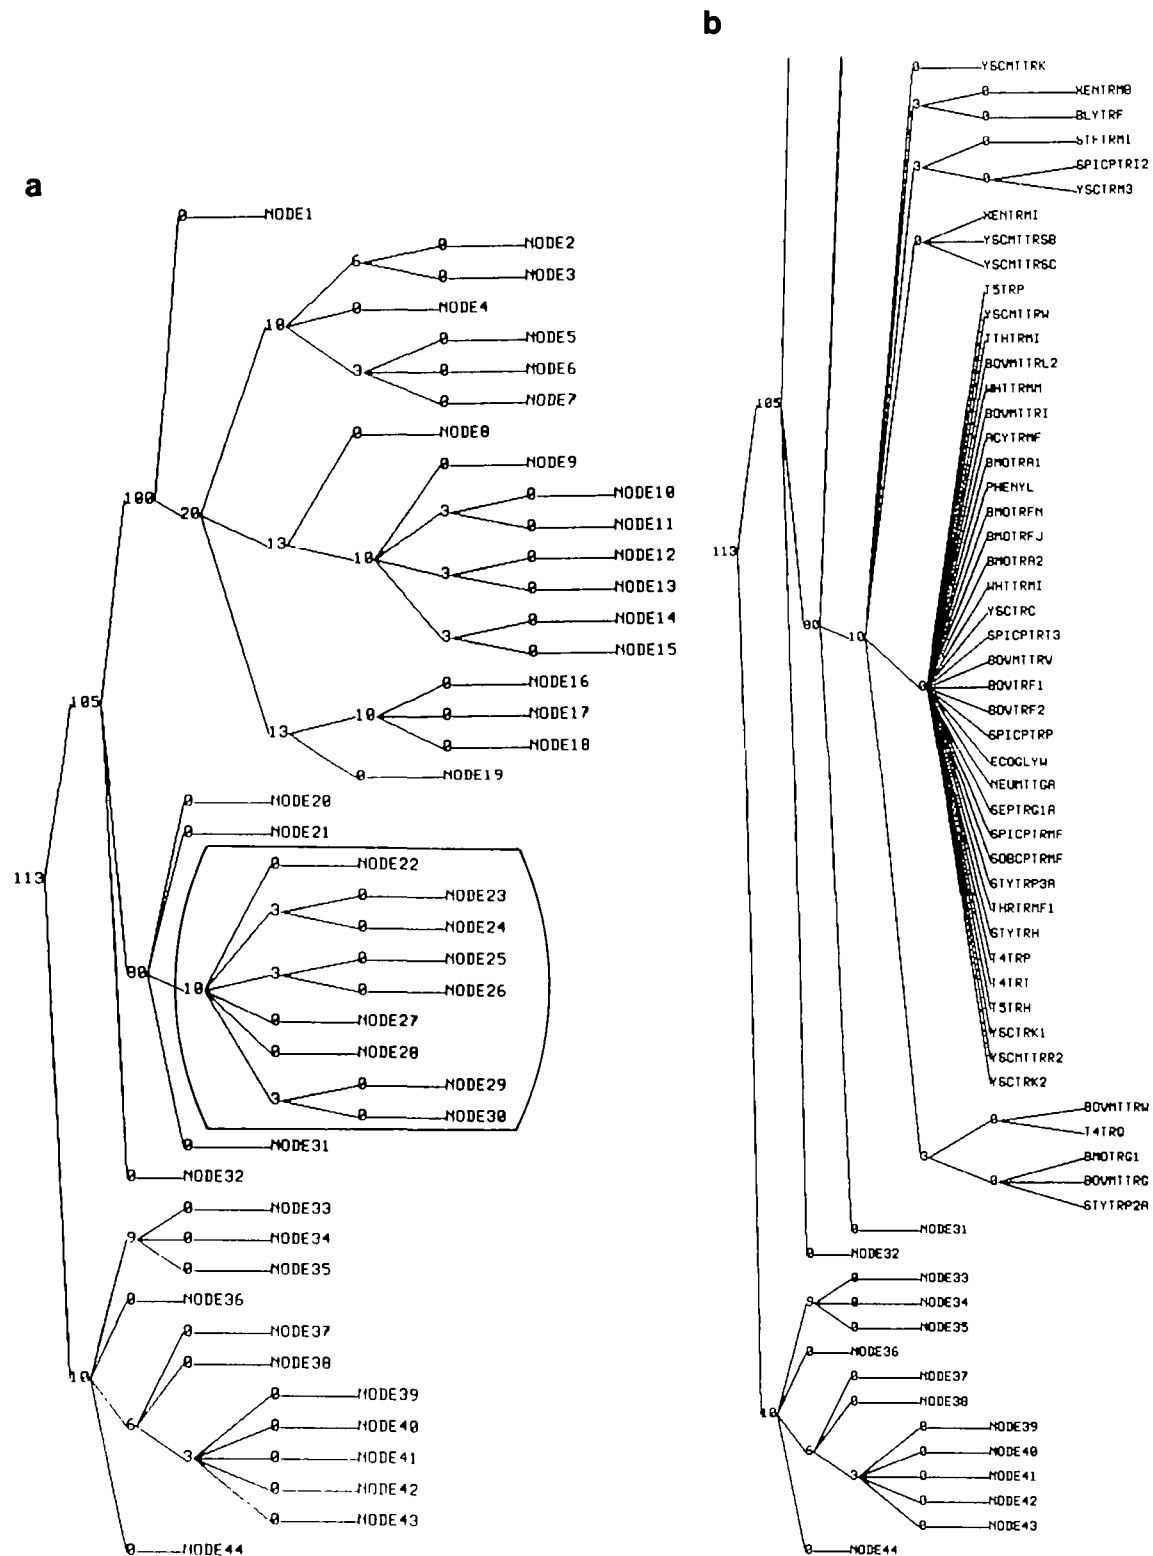 a
0 NODE1
0 NODE2
6
0 NODE3
0 NODE4
10
0 NODE5
3 0 NODE6
0 NODE7
0 NODE8
0 NODE9
100
0 NODE10
20 3
0 NODE11
13
10
0 NODE12
3
0 NODE13
0 NODE14
3
0 NODE15
0 NODE16
105
10 0 NODE17
13
0 NODE18
0 NODE19
0 NODE20
0 NODE21
0 NODE22
113
0 NODE23
3
0 NODE24
0 NODE25
80 3
10
0 NODE26
0 NODE27
0 NODE28
0 NODE29
3
0 NODE30
0 NODE31
0 NODE32
0 NODE33
9 0 NODE34
0 NODE35
0 NODE36
0 NODE37
0 NODE38
10
0 NODE39
6
0 NODE40
3 0 NODE41
0 NODE42
0 NODE43
0 NODE44
b
0 YSCMTTRK
0 XENTRMB
3
0 BLYTRF
0 STFTRM1
3
SPICPTRI2
0
YSCTRM3
XENTRMI
0 YSCMTTRSB
YSCMTTRSC
T5TRP
YSCMTTRW
TTHTRMI
BOVMTTRL2
WHTTRMM
105
BOVMTTRI
ACYTRMF
BMOTRA1
PHENYL
BMOTRFN
BMOTRFJ
113
BMOTRA2
WHTTRMI
YSCTRC
80
10
SPICPTRT3
BOVMTTRV
0 BOVTRF1
BOVTRF2
SPICPTRP
ECOGLYW
NEUMTTGA
SEPTRG1A
SPICPTRMF
SOBCPTRMF
STYTRP3A
THRTRMF1
STYTRH
T4TRP
T4TRT
T5TRH
YSCTRK1
YSCMTTRR2
YSCTRK2
BOVMTTRW
0
T4TRQ
3
BMOTRG1
0 BOVMTTRG
STYTRP2A
0 NODE31
0 NODE32
0 NODE33
9 0 NODE34
0 NODE35
0 NODE36
0 NODE37
0 NODE38
10
0 NODE39
6
0 NODE40
3 0 NODE41
0 NODE42
0 NODE43
0 NODE44